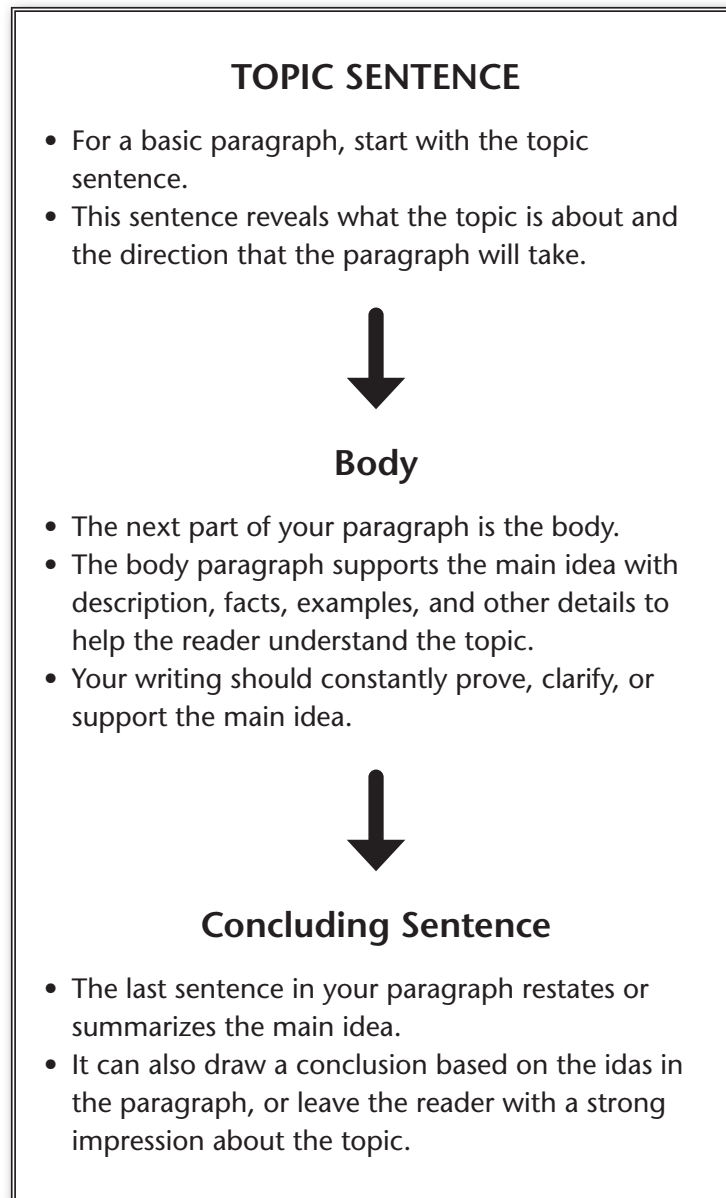 TOPIC SENTENCE
• For a basic paragraph, start with the topic
sentence.
• This sentence reveals what the topic is about and
the direction that the paragraph will take.
Body
• The next part of your paragraph is the body.
• The body paragraph supports the main idea with
description, facts, examples, and other details to
help the reader understand the topic.
• Your writing should constantly prove, clarify, or
support the main idea.
Concluding Sentence
• The last sentence in your paragraph restates or
summarizes the main idea.
• It can also draw a conclusion based on the idas in
the paragraph, or leave the reader with a strong
impression about the topic.